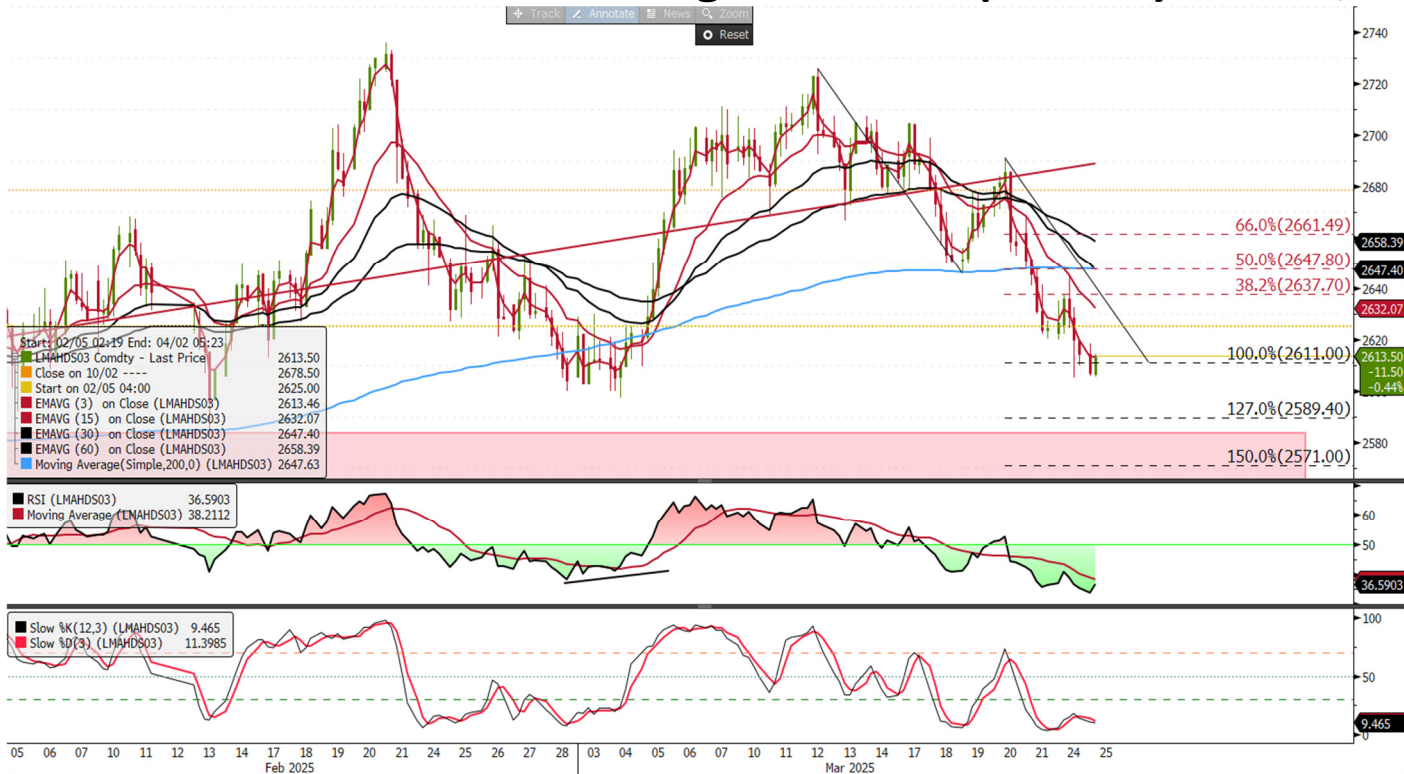 Track Annotate News Zoom
Reset
2740
2720
2700
2680
66.0%(2661.49)
2658.39
50.0%(2647.80)
2647.40
2640
38.2%(2637.70)
2632.07
2620
100.0%(2611.00)
2613.50
-11.50
-0.44%
127.0%(2589.40)
2580
150.0%(2571.00)
Start: 02/05 02:19 End: 04/02 05:23
LMAHDS03 Comdty - Last Price 2613.50
Close on 10/02 ---- 2678.50
Start on 02/05 04:00 2625.00
EMAVG (3) on Close (LMAHDS03) 2613.46
EMAVG (15) on Close (LMAHDS03) 2632.07
EMAVG (30) on Close (LMAHDS03) 2647.40
EMAVG (60) on Close (LMAHDS03) 2658.39
Moving Average(Simple,200,0) (LMAHDS03) 2647.63
RSI (LMAHDS03) 36.5903
Moving Average (LMAHDS03) 38.2112
60
50
36.5903
Slow %K(12,3) (LMAHDS03) 9.465
Slow %D(3) (LMAHDS03) 11.3985
100
50
9.465
0
05 06 07 10 11 12 13 14 17 18 19 20 21 24 25 26 27 28 03 04 05 06 07 10 11 12 13 14 17 18 19 20 21 24 25
Feb 2025 Mar 2025